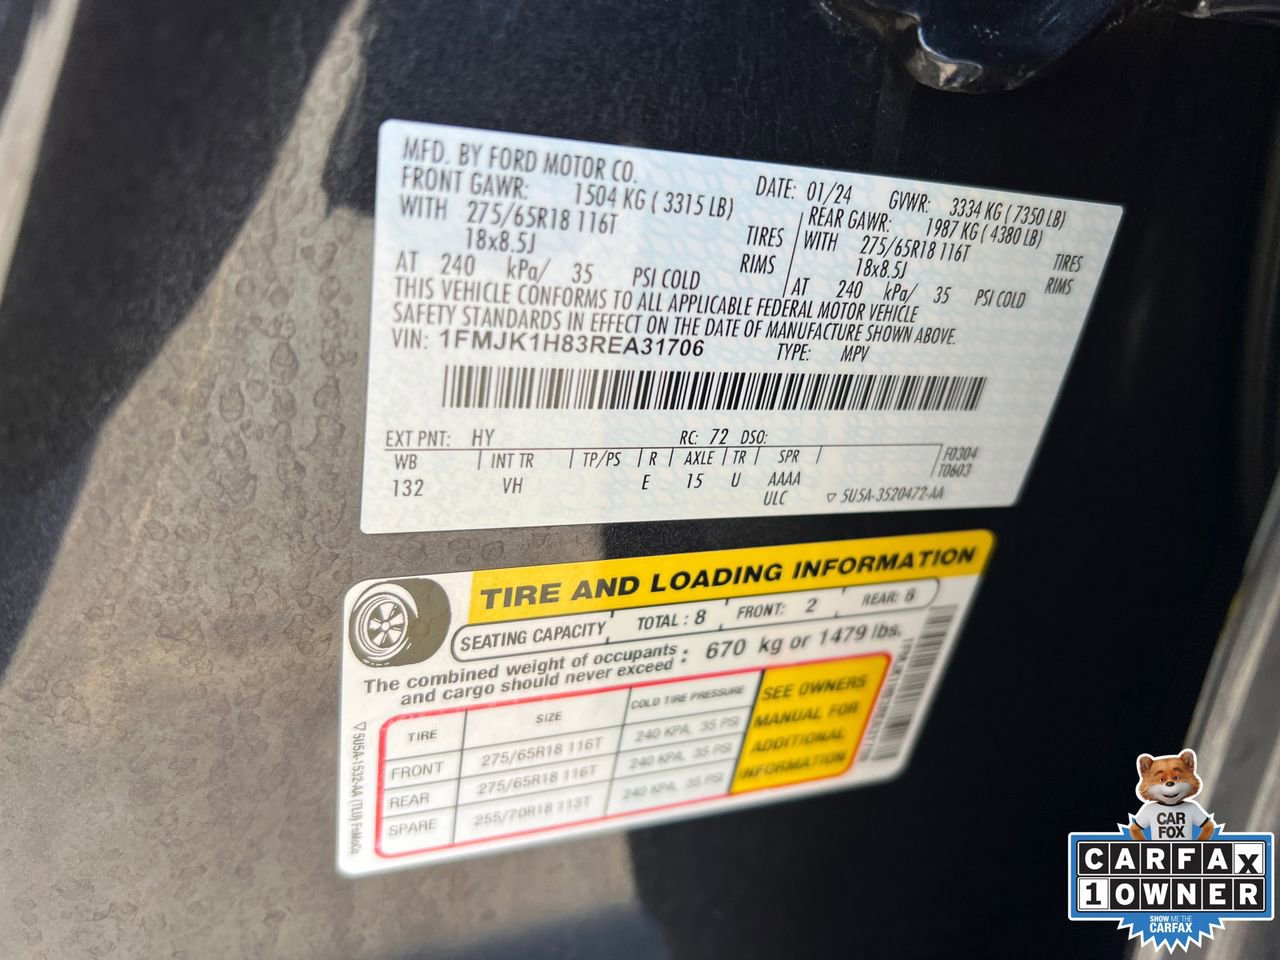 MFD. BY FORD MOTOR CO.
DATE: 01/24 GVWR: 3334 KG ( 7350 LB)
FRONT GAWR: 1504 KG ( 3315 LB)
REAR GAWR: 1987 KG ( 4380 LB)
WITH 275/65R18 116T TIRES
WITH 275/65R18 116T TIRES
18x8.5J RIMS
18x8.5J RIMS
AT 240 kPa/ 35 PSI COLD
AT 240 kPa/ 35 PSI COLD
THIS VEHICLE CONFORMS TO ALL APPLICABLE FEDERAL MOTOR VEHICLE
SAFETY STANDARDS IN EFFECT ON THE DATE OF MANUFACTURE SHOWN ABOVE.
VIN: 1FMJK1H83REA31706 TYPE: MPV
EXT PNT: HY RC: 72 DSO:
WB INT TR TP/PS R AXLE TR SPR F0304
T0603
132 VH E 15 U AAAA
ULC ▽ 5U5A-3520472-AA
TIRE AND LOADING INFORMATION
SEATING CAPACITY TOTAL : 8 FRONT: 2 REAR: 6
The combined weight of occupants
and cargo should never exceed : 670 kg or 1479 lbs.
TIRE SIZE COLD TIRE PRESSURE
FRONT 275/65R18 116T 240 KPA, 35 PSI
REAR 275/65R18 116T 240 KPA, 35 PSI
SPARE 255/70R18 113T 240 KPA, 35 PSI
SEE OWNERS
MANUAL FOR
ADDITIONAL
INFORMATION
▽ 5U5A-1532-AA (TLU) FoMoCo
CAR
FOX
CARFAX
1 OWNER
SHOW ME THE
CARFAX